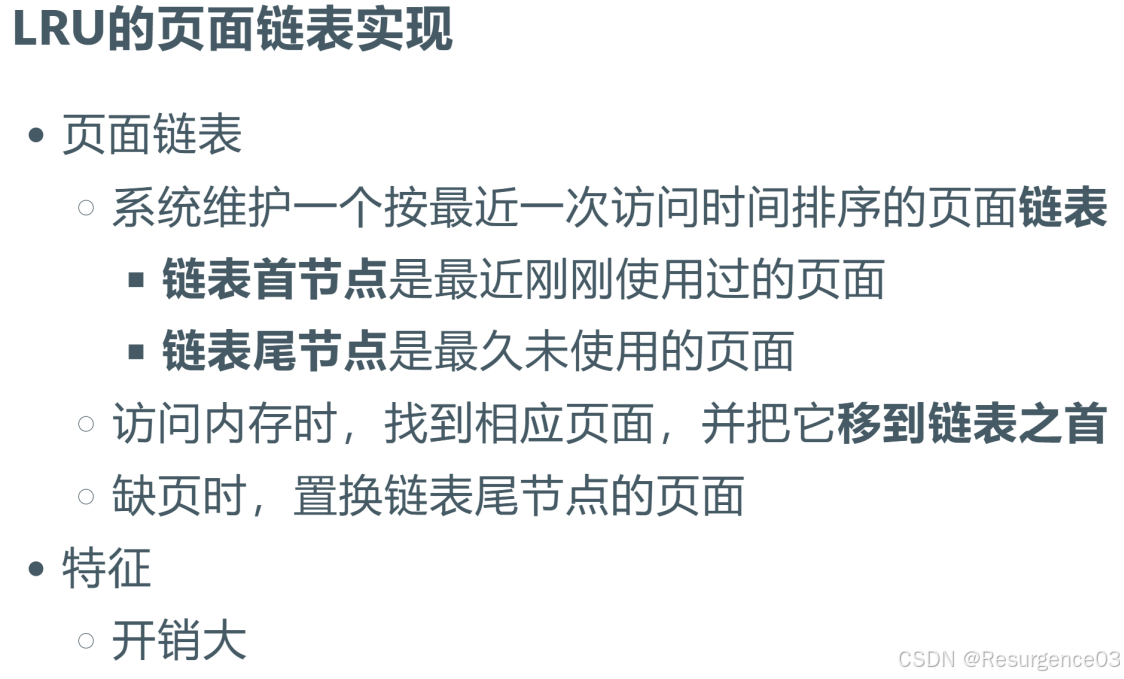 LRU的页面链表实现
页面链表
系统维护一个按最近一次访问时间排序的页面链表
链表首节点是最近刚刚使用过的页面
链表尾节点是最久未使用的页面
访问内存时，找到相应页面，并把它移到链表之首
缺页时，置换链表尾节点的页面
特征
开销大
CSDN @Resurgence03